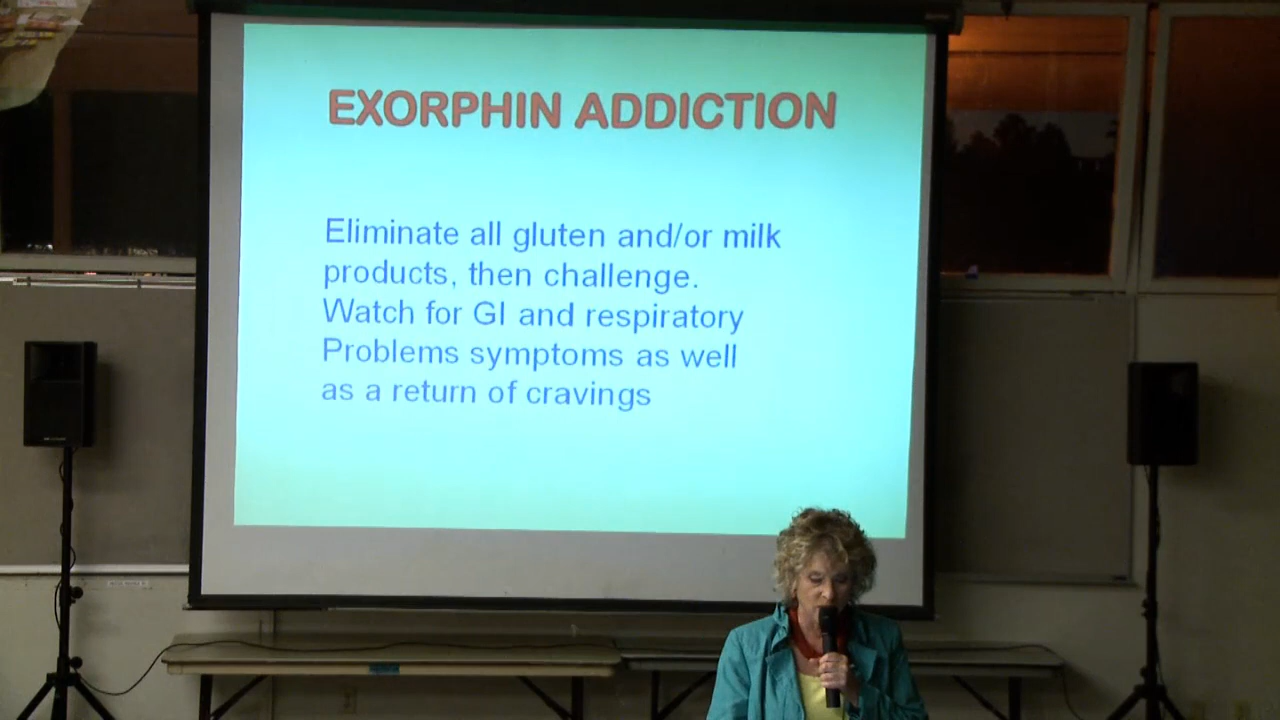 EXORPHIN ADDICTION
Eliminate all gluten and/or milk
products, then challenge.
Watch for GI and respiratory
Problems symptoms as well
as a return of cravings